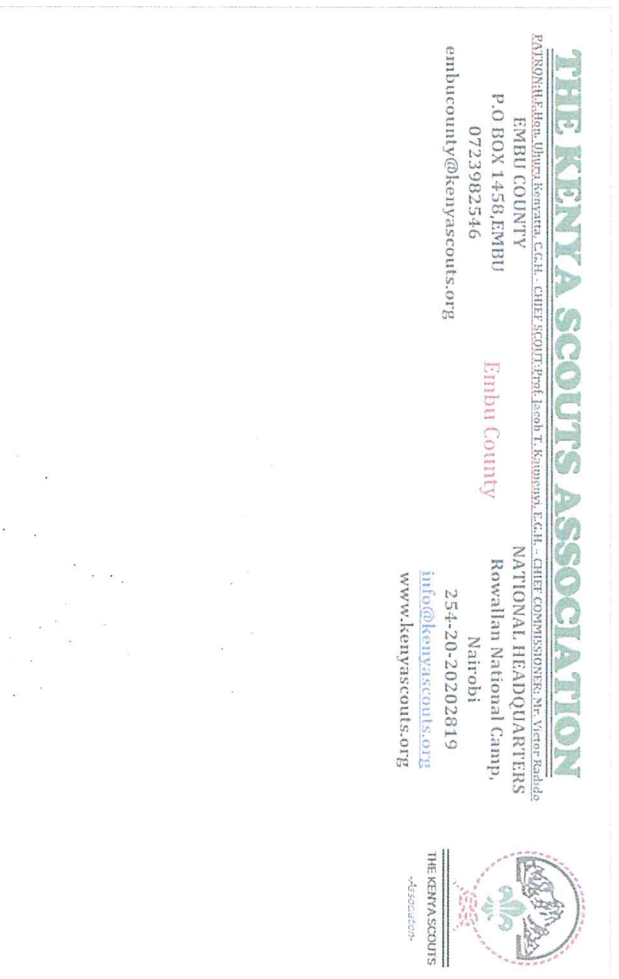 THE KENYA SCOUTS ASSOCIATION
PATRON:H.E.Hon. Uhuru Kenyatta, C.G.H. - CHIEF SCOUT:Prof. Jacob T. Kaimenyi, E.G.H. – CHIEF COMMISSIONER: Mr. Victor Radido
EMBU COUNTY
P.O BOX 1458,EMBU
0723982546
embucounty@kenyascouts.org
Embu County
NATIONAL HEADQUARTERS
Rowallan National Camp,
Nairobi
254-20-20202819
info@kenyascouts.org
www.kenyascouts.org
THE KENYA SCOUTS
-Association-